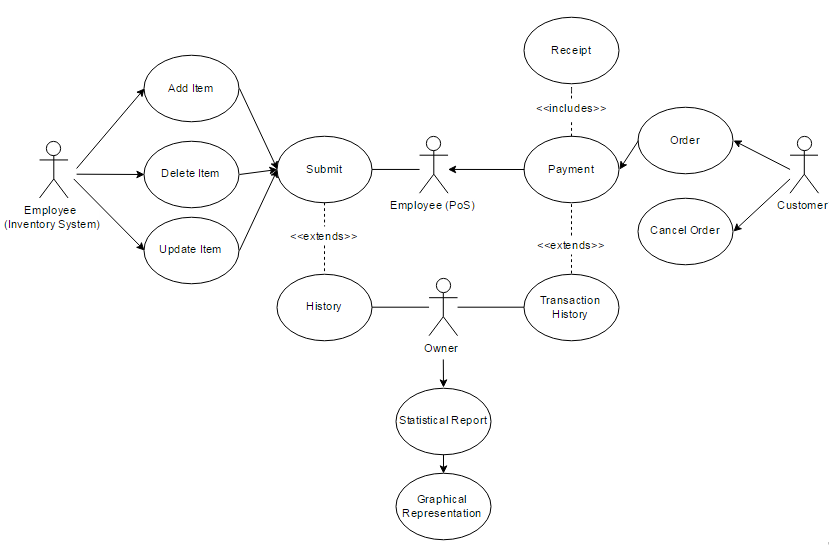 Receipt
Add Item
<<includes>>
Order
Submit
Payment
Delete Item
Employee
(Inventory System)
Employee (PoS)
Customer
Cancel Order
<<extends>>
<<extends>>
Update Item
History
Transaction
History
Owner
Statistical Report
Graphical
Representation